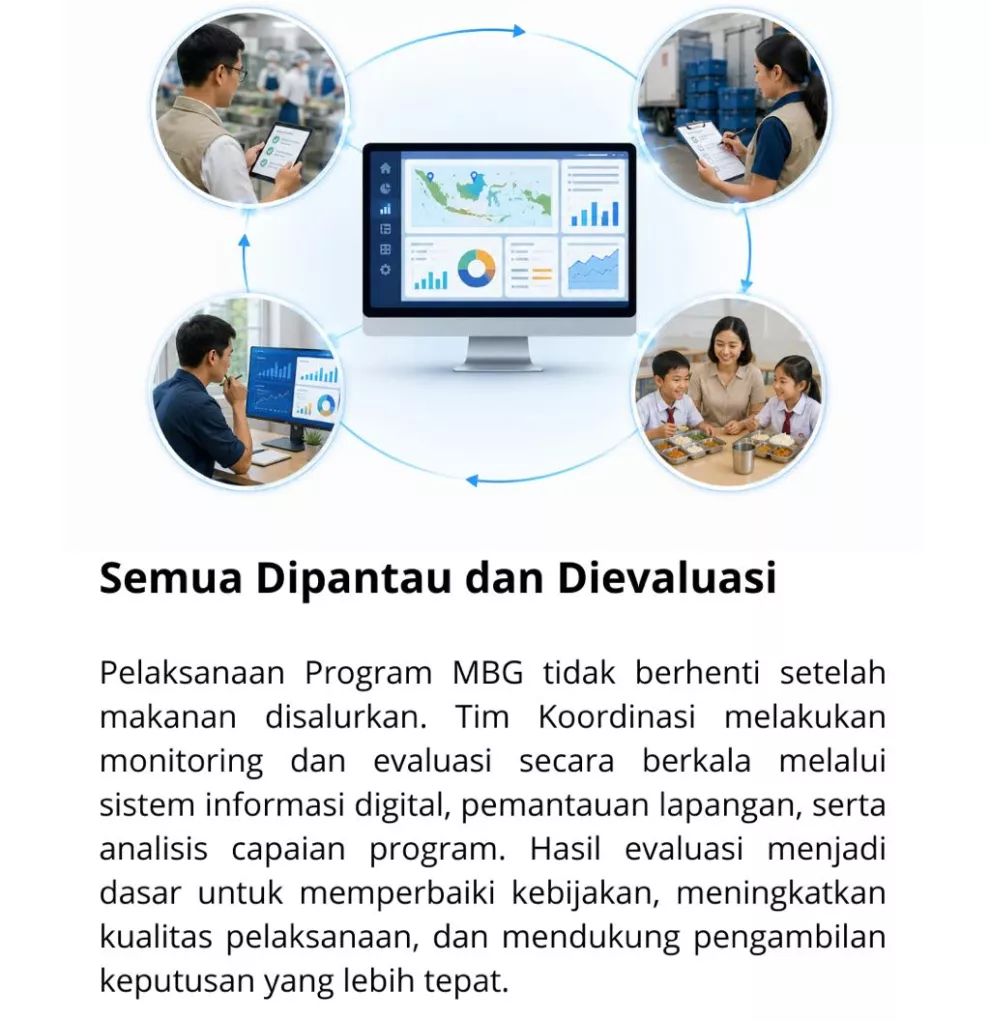 Semua Dipantau dan Dievaluasi
Pelaksanaan Program MBG tidak berhenti setelah
makanan disalurkan. Tim Koordinasi melakukan
monitoring dan evaluasi secara berkala melalui
sistem informasi digital, pemantauan lapangan, serta
analisis capaian program. Hasil evaluasi menjadi
dasar untuk memperbaiki kebijakan, meningkatkan
kualitas pelaksanaan, dan mendukung pengambilan
keputusan yang lebih tepat.